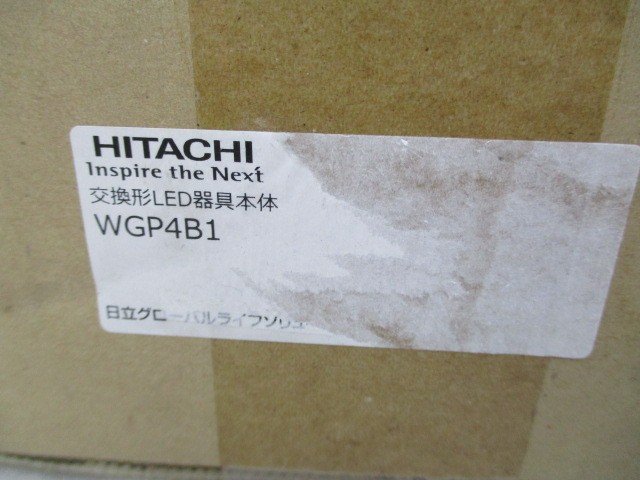 HITACHI
Inspire the Next
交換形LED器具本体
WGP4B1
日立グローバルライフソリュ